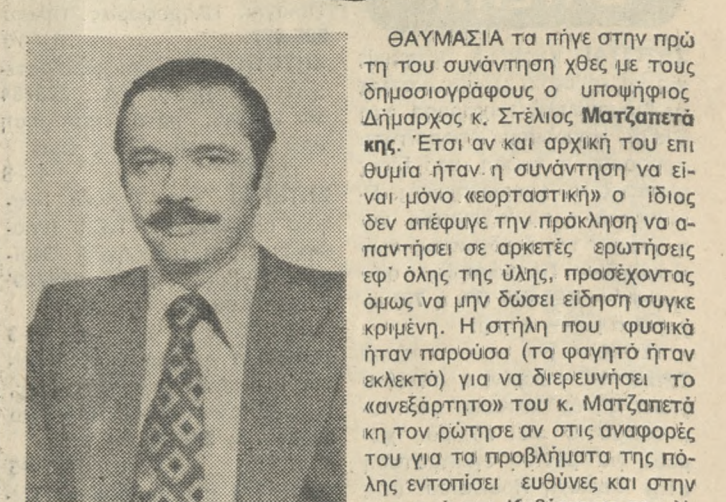 ΘΑΥΜΑΣΙΑ τα πήγε στην πρώ
τη του συνάντηση χθες με τους
δημοσιογράφους ο υποψήφιος
Δήμαρχος κ. Στέλιος Ματζαπετά
κης. Έτσι αν και αρχική του επι
θυμία ήταν η συνάντηση να εί-
ναι μόνο «εορταστική» ο ίδιος
δεν απέφυγε την πρόκληση να α-
παντήσει σε αρκετές ερωτήσεις
εφ' όλης της ύλης, προσέχοντας
όμως να μην δώσει είδηση συγκε
κριμένη. Η στήλη που φυσικά
ήταν παρούσα (το φαγητό ήταν
εκλεκτό) για να διερευνήσει το
«ανεξάρτητο» του κ. Ματζαπετά
κη τον ρώτησε αν στις αναφορές
του για τα προβλήματα της πό-
λης εντοπίσει ευθύνες και στην